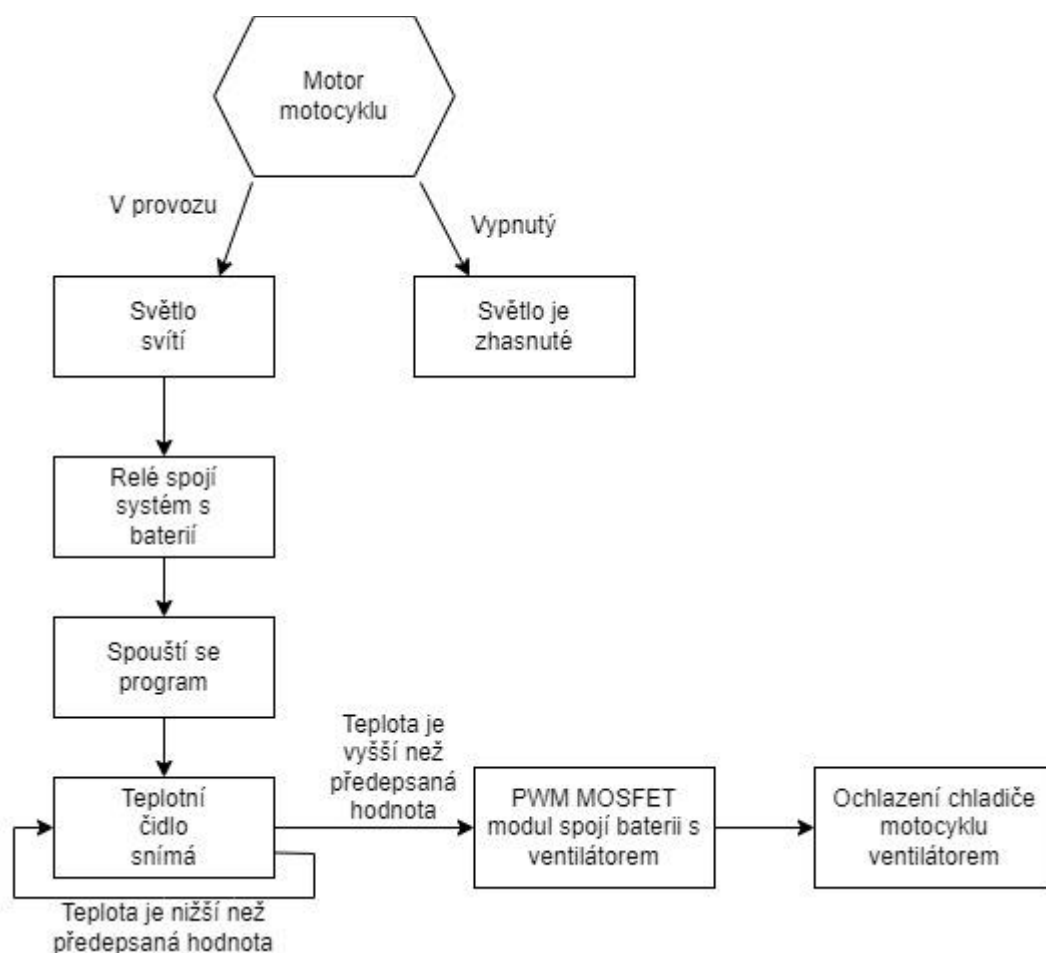 Motor
motocyklu
V provozu
Vypnutý
Světlo
svítí
Světlo je
zhasnuté
Relé spojí
systém s
baterií
Spouští se
program
Teplotní
čidlo
snímá
Teplota je
vyšší než
předepsaná
hodnota
PWM MOSFET
modul spojí baterii s
ventilátorem
Ochlazení chladiče
motocyklu
ventilátorem
Teplota je nižší než
předepsaná hodnota